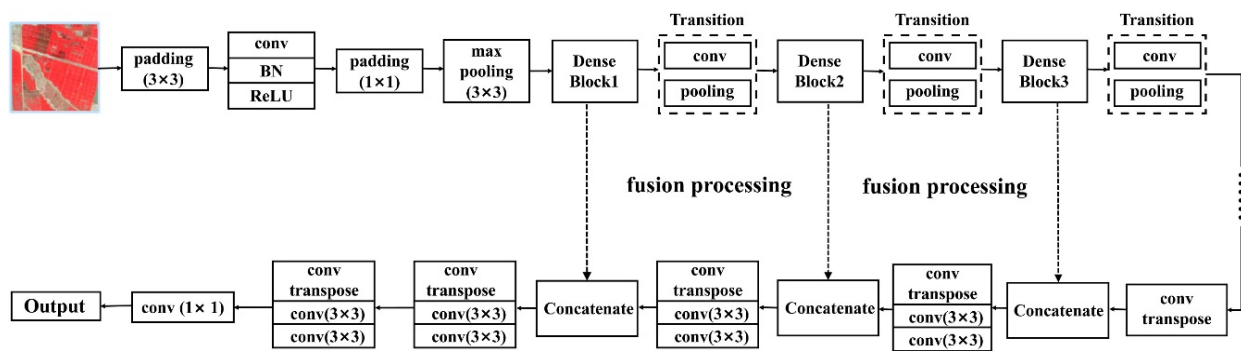 padding
(3×3)
conv
BN
ReLU
padding
(1×1)
max
pooling
(3×3)
Dense
Block1
Transition
conv
pooling
Dense
Block2
Transition
conv
pooling
Dense
Block3
Transition
conv
pooling
fusion processing
fusion processing
Output
conv (1× 1)
conv
transpose
conv(3×3)
conv(3×3)
conv
transpose
conv(3×3)
conv(3×3)
Concatenate
conv
transpose
conv(3×3)
conv(3×3)
Concatenate
conv
transpose
conv(3×3)
conv(3×3)
Concatenate
conv
transpose